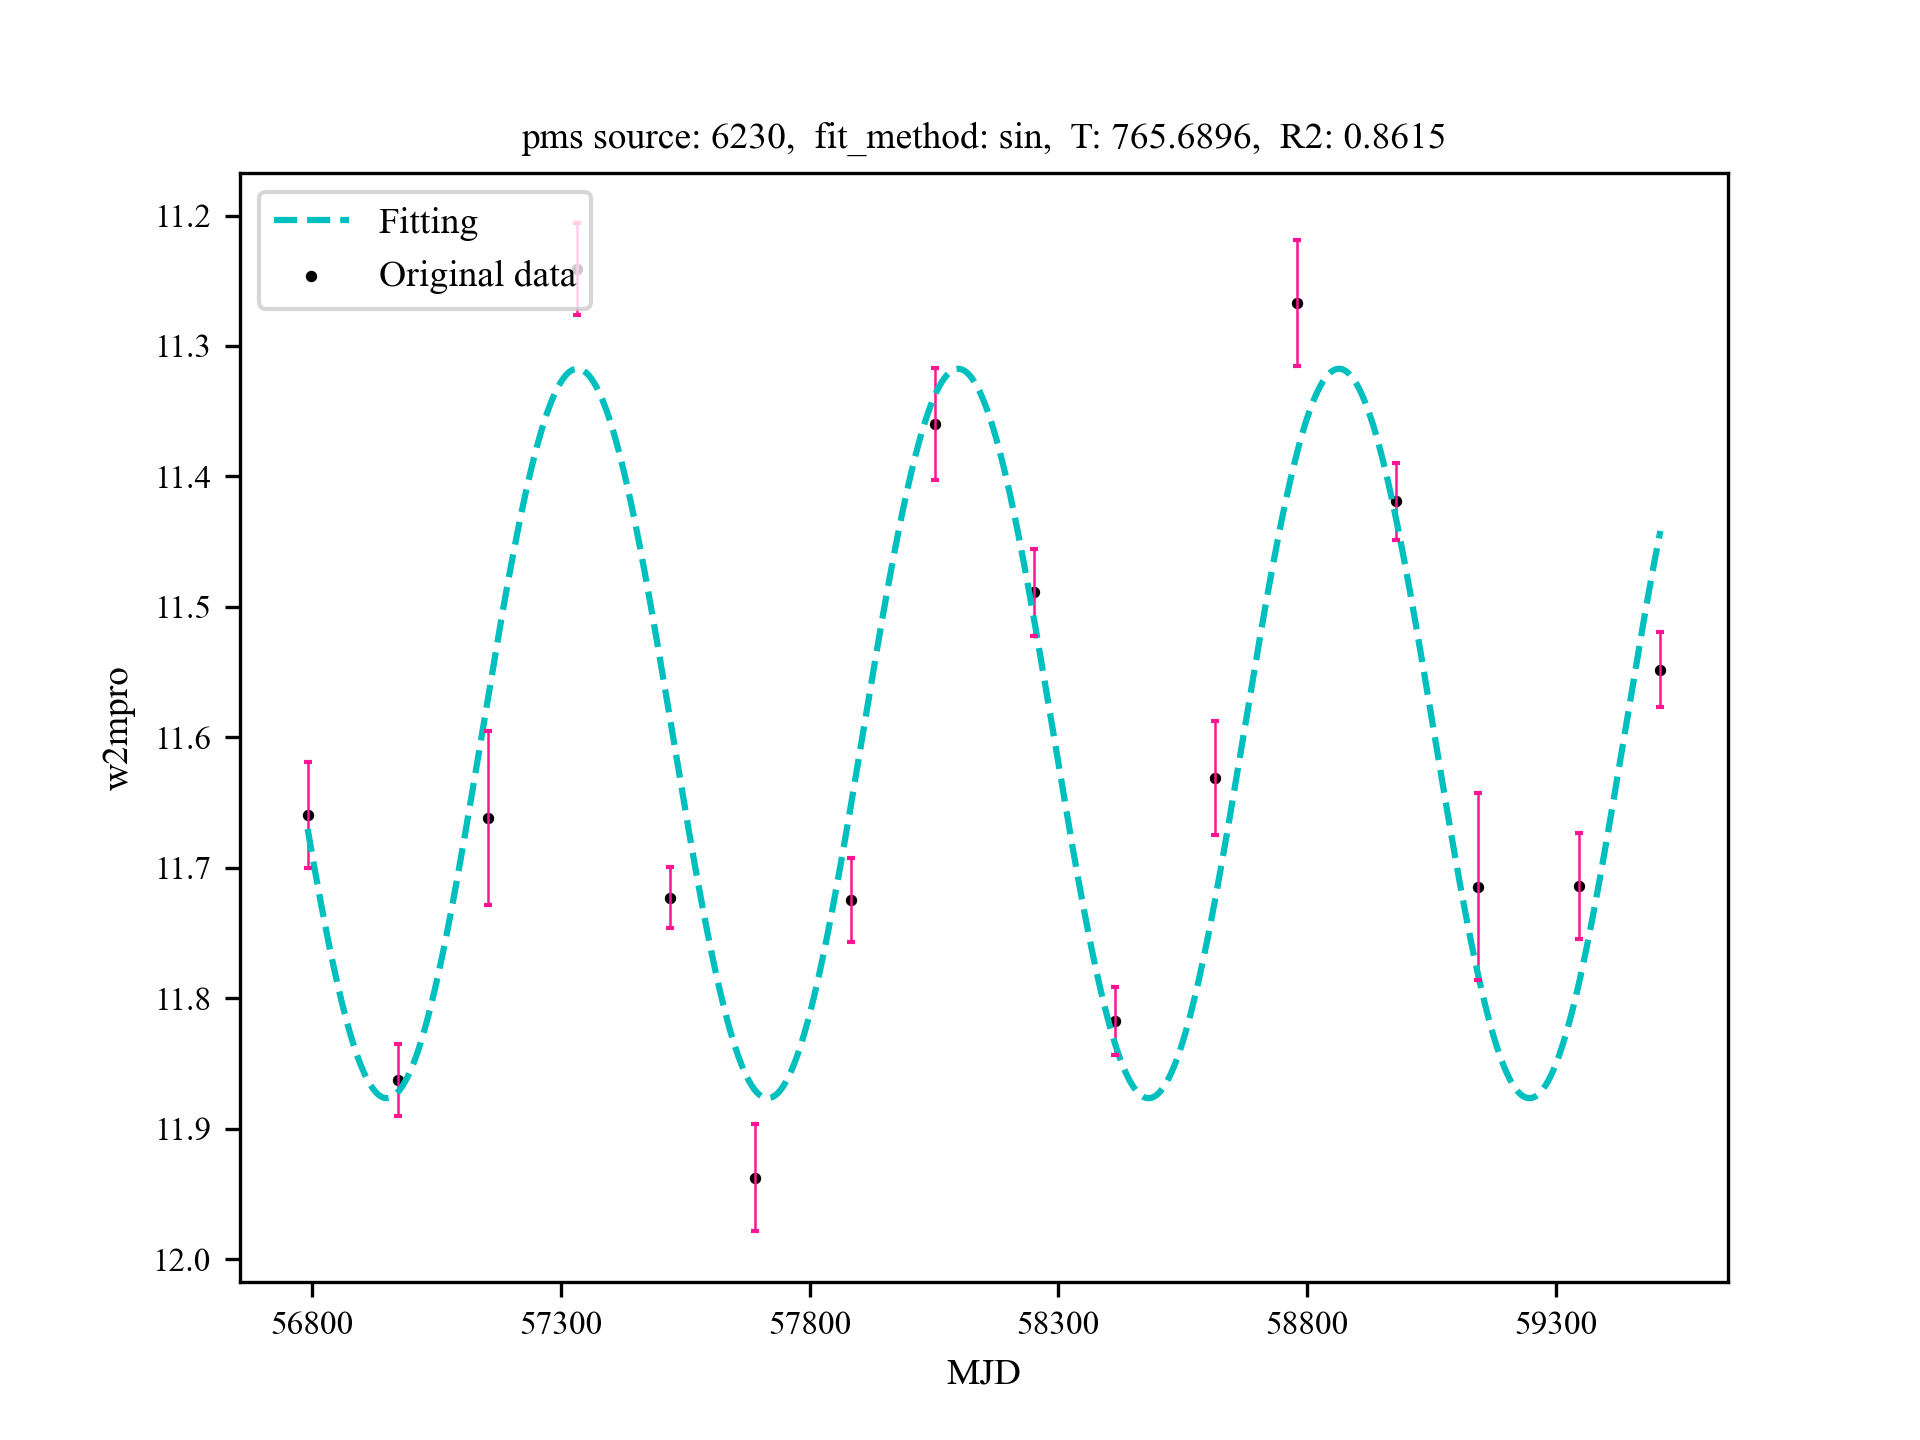 pms source: 6230,  fit_method: sin,  T: 765.6896,  R2: 0.8615
Fitting
Original data
11.2
11.3
11.4
11.5
11.6
11.7
11.8
11.9
12.0
w2mpro
56800 57300 57800 58300 58800 59300
MJD